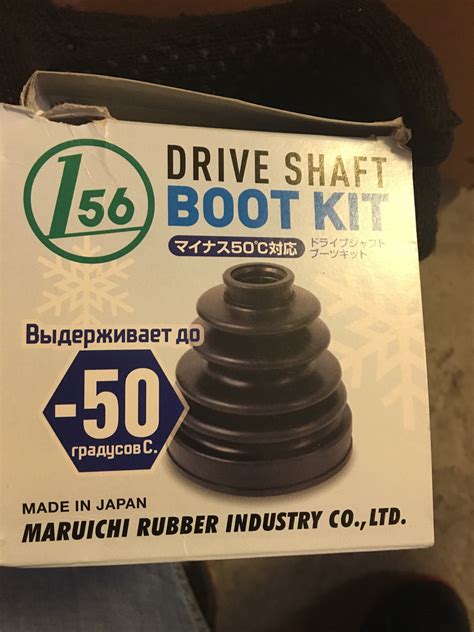 156
DRIVE SHAFT
BOOT KIT
マイナス50℃対応
ドライブシャフト
ブーツキット
Выдерживает до
-50
градусов С.
MADE IN JAPAN
MARUICHI RUBBER INDUSTRY CO.,LTD.